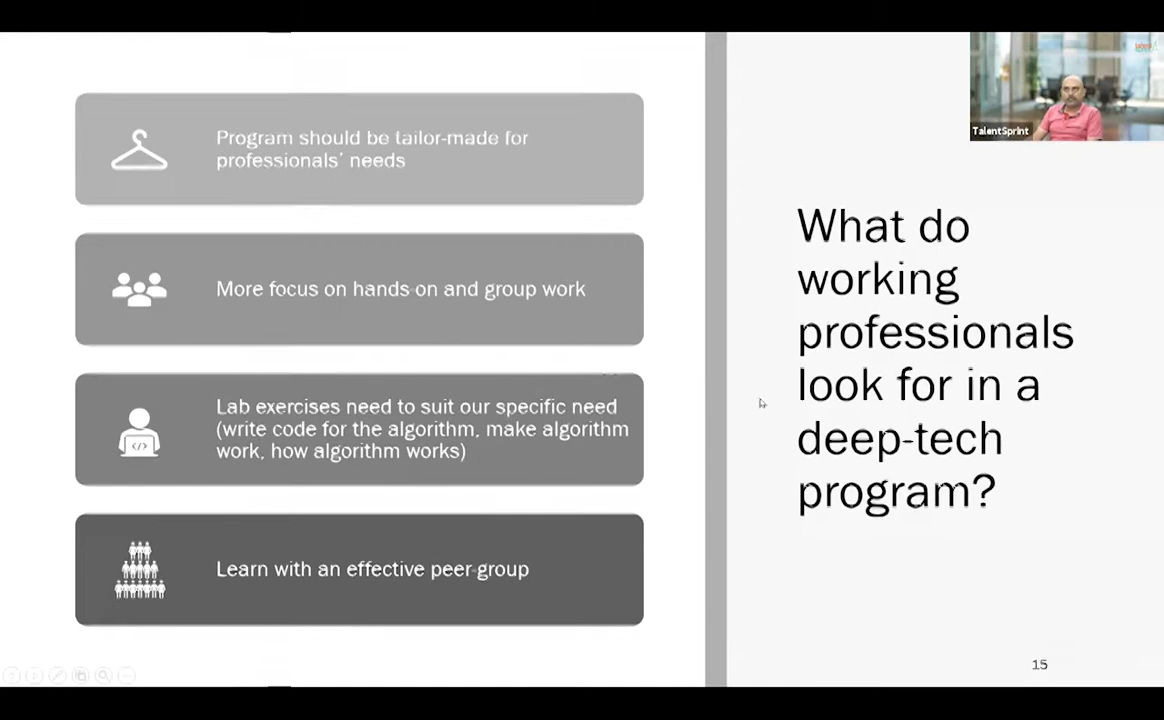 Program should be tailor-made for
professionals' needs
More focus on hands-on and group work
Lab exercises need to suit our specific need
(write code for the algorithm, make algorithm
work, how algorithm works)
Learn with an effective peer-group
TalentSprint
What do
working
professionals
look for in a
deep-tech
program?
15